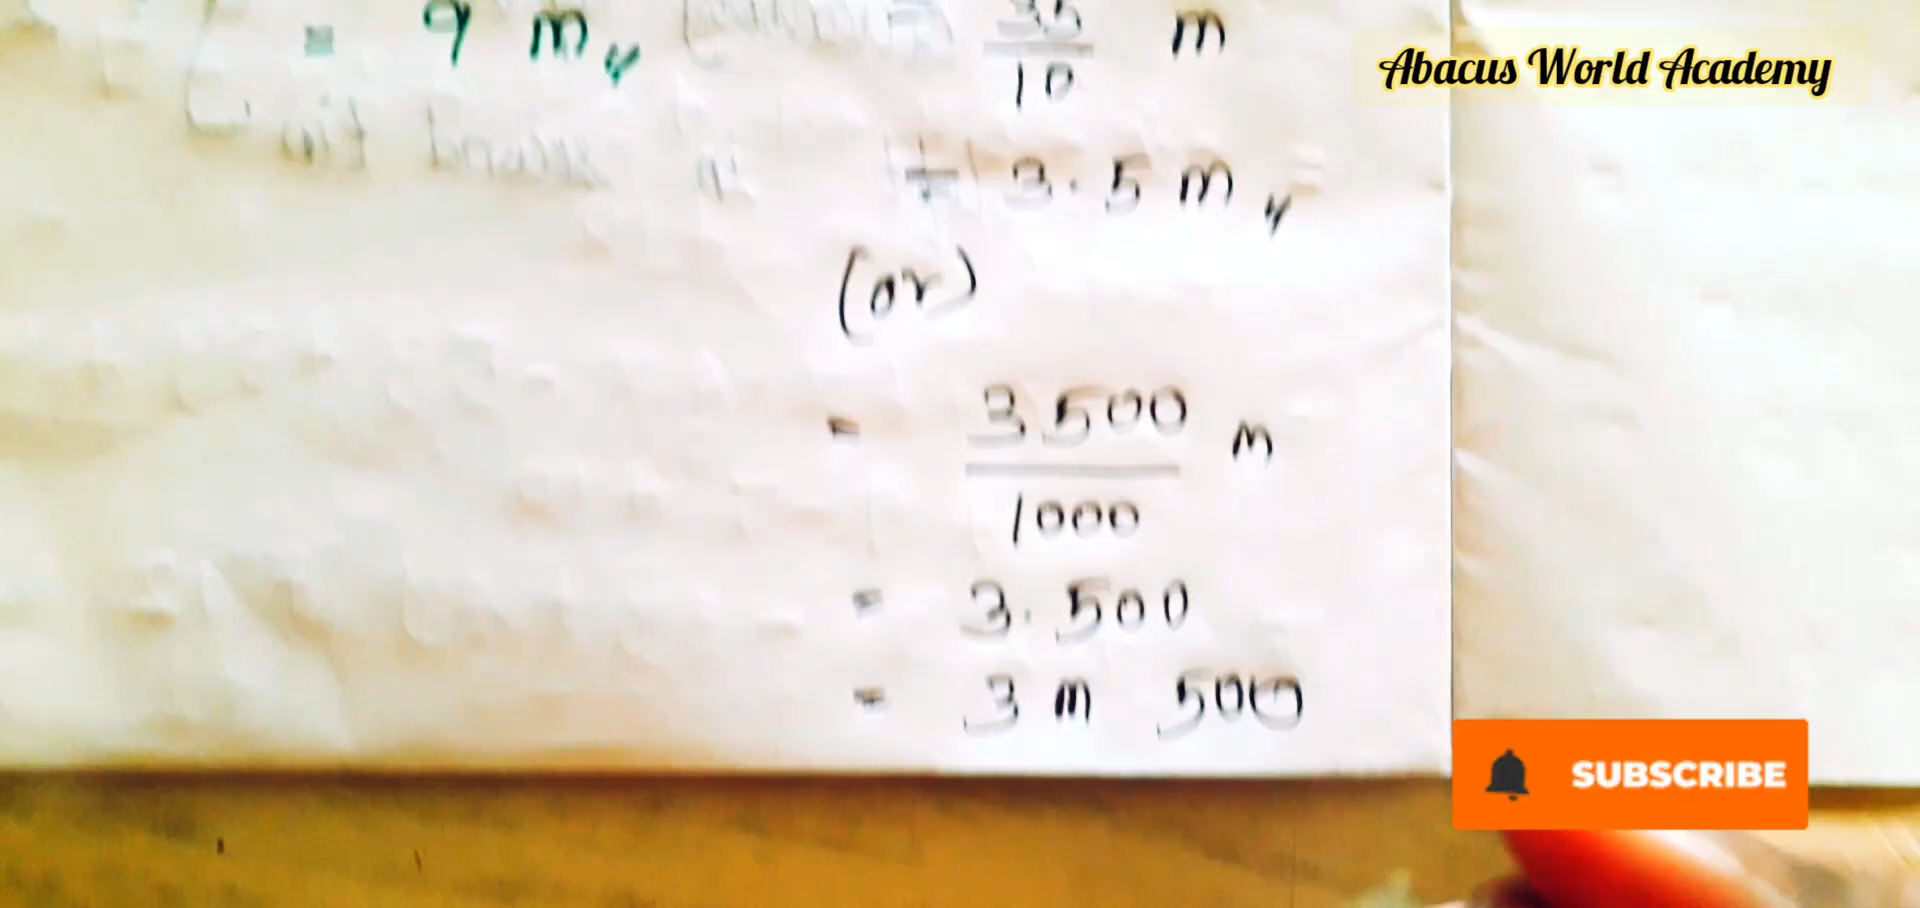 = 9 m
35
10 m
Abacus World Academy
= 3.5 m
(or)
= 3500 m
1000
= 3.500
= 3 m 500
SUBSCRIBE